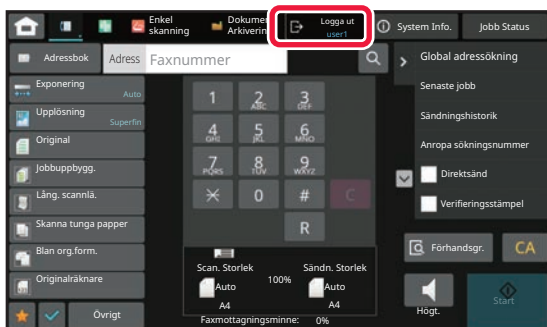 Enkel skanning
Dokument Arkivering
Logga ut
user1
System Info.
Jobb Status
Adressbok
Adress
Faxnummer
Global adressökning
Exponering
Auto
Upplösning
Superfin
Original
Jobbuppbygg.
Lång. scannlä.
Skanna tunga papper
Blan org.form.
Originalräknare
Övrigt
1
2
ABC
3
DEF
4
GHI
5
JKL
6
MNO
7
PQRS
8
TUV
9
WXYZ
0
#
C
R
Scan. Storlek
Auto
A4
100%
Sändn. Storlek
Auto
A4
Faxmottagningsminne: 0%
Senaste jobb
Sändningshistorik
Anropa sökningsnummer
Direktsänd
Verifieringsstämpel
Förhandsgr.
CA
Högt.
Start